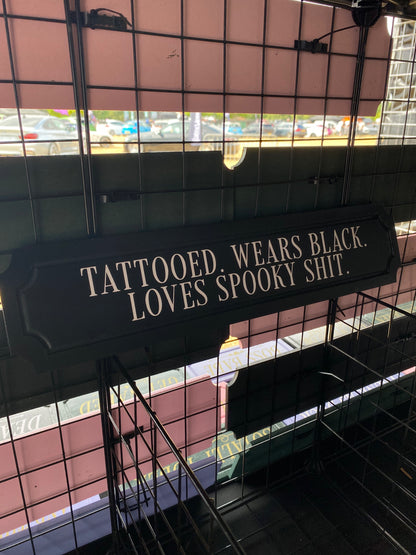 TATTOOED. WEARS BLACK.
LOVES SPOOKY SHIT.